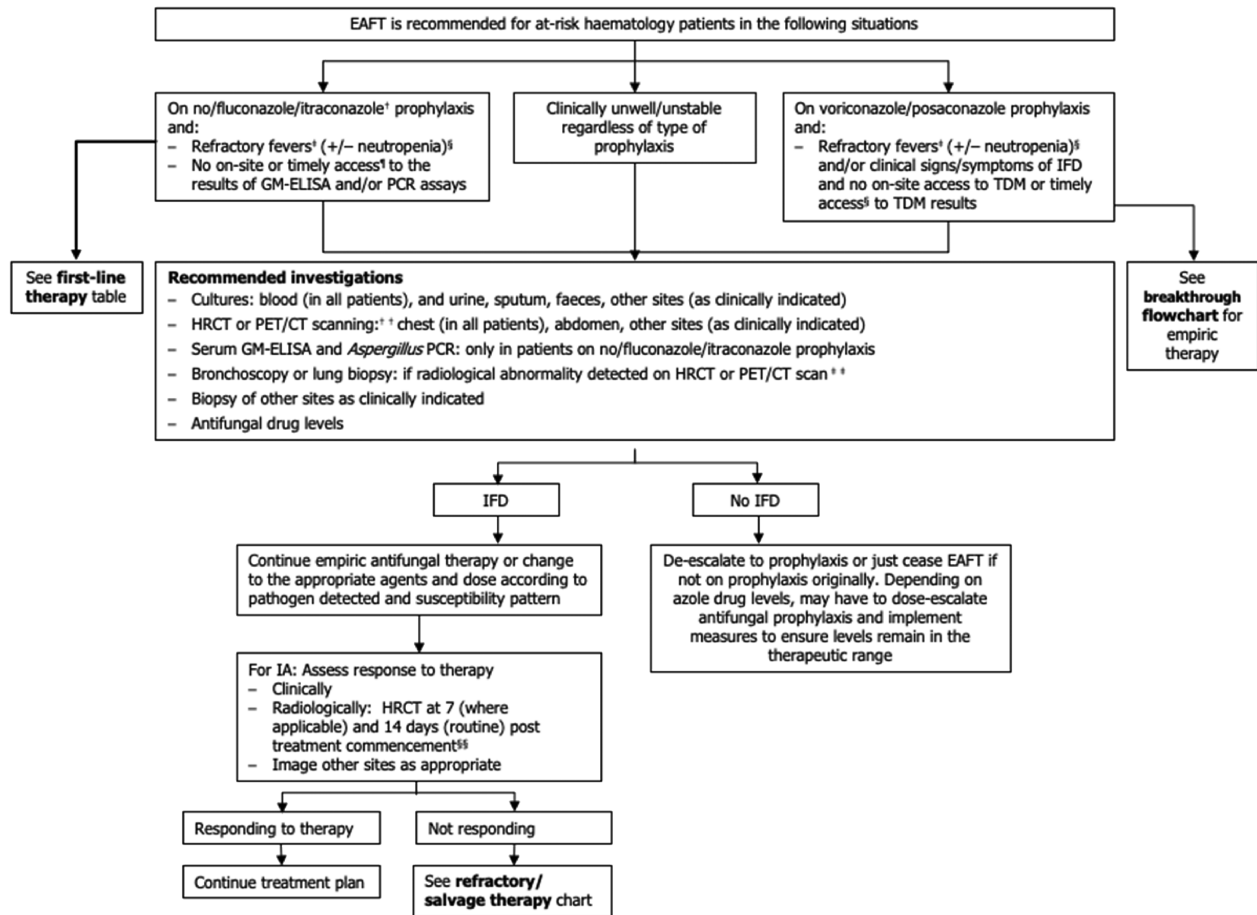 EAFT is recommended for at-risk haematology patients in the following situations
On no/fluconazole/itraconazole† prophylaxis
and:
– Refractory fevers‡ (+/− neutropenia)§
– No on-site or timely access¶ to the
results of GM-ELISA and/or PCR assays
Clinically unwell/unstable
regardless of type of
prophylaxis
On voriconazole/posaconazole prophylaxis
and:
– Refractory fevers‡ (+/− neutropenia)§
and/or clinical signs/symptoms of IFD
and no on-site access to TDM or timely
access§ to TDM results
See first-line
therapy table
Recommended investigations
– Cultures: blood (in all patients), and urine, sputum, faeces, other sites (as clinically indicated)
– HRCT or PET/CT scanning:†† chest (in all patients), abdomen, other sites (as clinically indicated)
– Serum GM-ELISA and Aspergillus PCR: only in patients on no/fluconazole/itraconazole prophylaxis
– Bronchoscopy or lung biopsy: if radiological abnormality detected on HRCT or PET/CT scan‡‡
– Biopsy of other sites as clinically indicated
– Antifungal drug levels
See
breakthrough
flowchart for
empiric
therapy
IFD
No IFD
Continue empiric antifungal therapy or change
to the appropriate agents and dose according to
pathogen detected and susceptibility pattern
De-escalate to prophylaxis or just cease EAFT if
not on prophylaxis originally. Depending on
azole drug levels, may have to dose-escalate
antifungal prophylaxis and implement
measures to ensure levels remain in the
therapeutic range
For IA: Assess response to therapy
– Clinically
– Radiologically: HRCT at 7 (where
applicable) and 14 days (routine) post
treatment commencement§§
– Image other sites as appropriate
Responding to therapy
Not responding
Continue treatment plan
See refractory/
salvage therapy chart